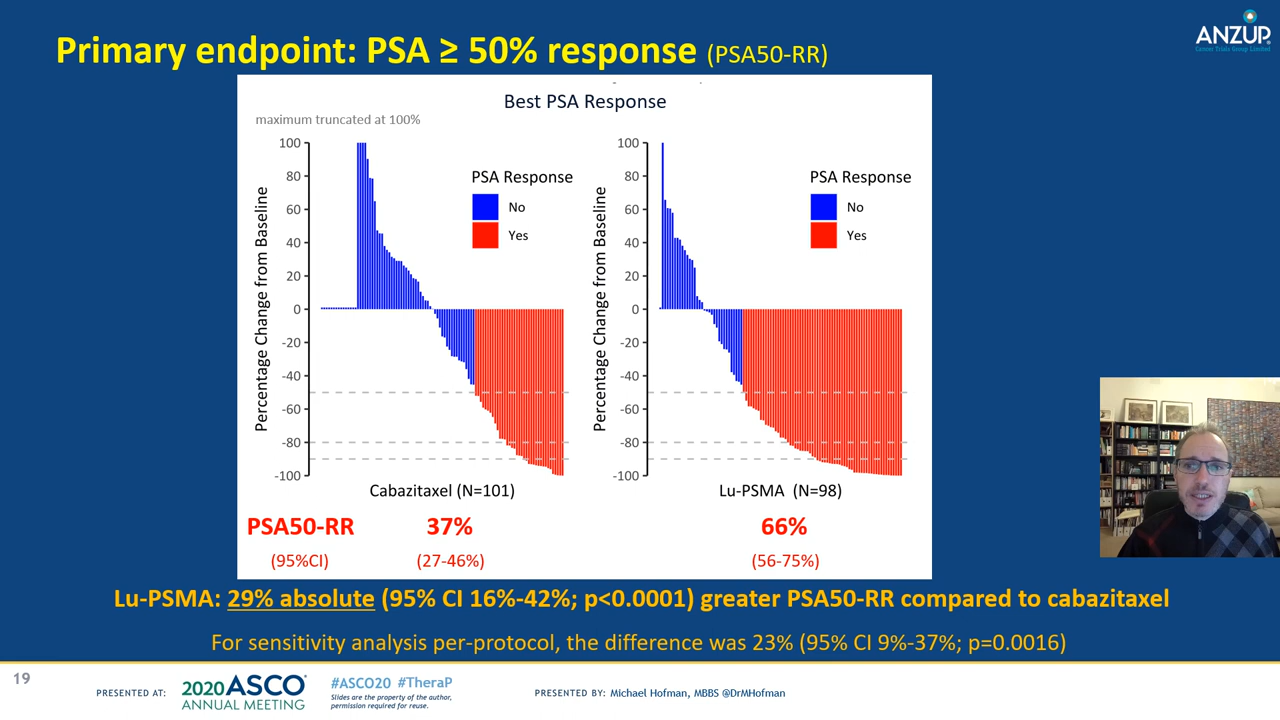 Primary endpoint: PSA ≥ 50% response (PSA50-RR)
ANZUP
Cancer Trials Group Limited
Best PSA Response
maximum truncated at 100%
Percentage Change from Baseline
100
80
60
40
20
0
-20
-40
-60
-80
-100
PSA Response
No
Yes
Cabazitaxel (N=101)
Percentage Change from Baseline
100
80
60
40
20
0
-20
-40
-60
-80
-100
PSA Response
No
Yes
Lu-PSMA (N=98)
PSA50-RR 37% 66%
(95%CI) (27-46%) (56-75%)
Lu-PSMA: 29% absolute (95% CI 16%-42%; p<0.0001) greater PSA50-RR compared to cabazitaxel
For sensitivity analysis per-protocol, the difference was 23% (95% CI 9%-37%; p=0.0016)
19
PRESENTED AT:
2020 ASCO
ANNUAL MEETING
#ASCO20 #TheraP
Slides are the property of the author,
permission required for reuse.
PRESENTED BY: Michael Hofman, MBBS @DrMHofman